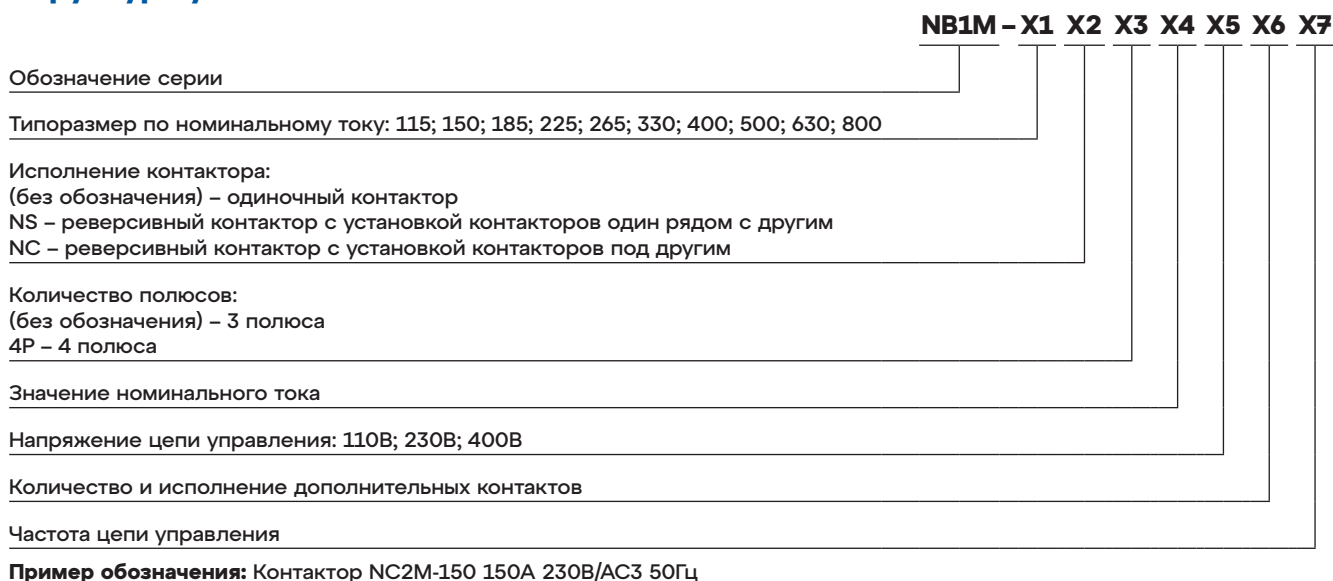 NB1M – X1 X2 X3 X4 X5 X6 X7
Обозначение серии
Типоразмер по номинальному току: 115; 150; 185; 225; 265; 330; 400; 500; 630; 800
Исполнение контактора:
(без обозначения) – одиночный контактор
NS – реверсивный контактор с установкой контакторов один рядом с другим
NC – реверсивный контактор с установкой контакторов под другим
Количество полюсов:
(без обозначения) – 3 полюса
4P – 4 полюса
Значение номинального тока
Напряжение цепи управления: 110В; 230В; 400В
Количество и исполнение дополнительных контактов
Частота цепи управления
Пример обозначения: Контактор NC2M-150 150А 230В/АС3 50Гц